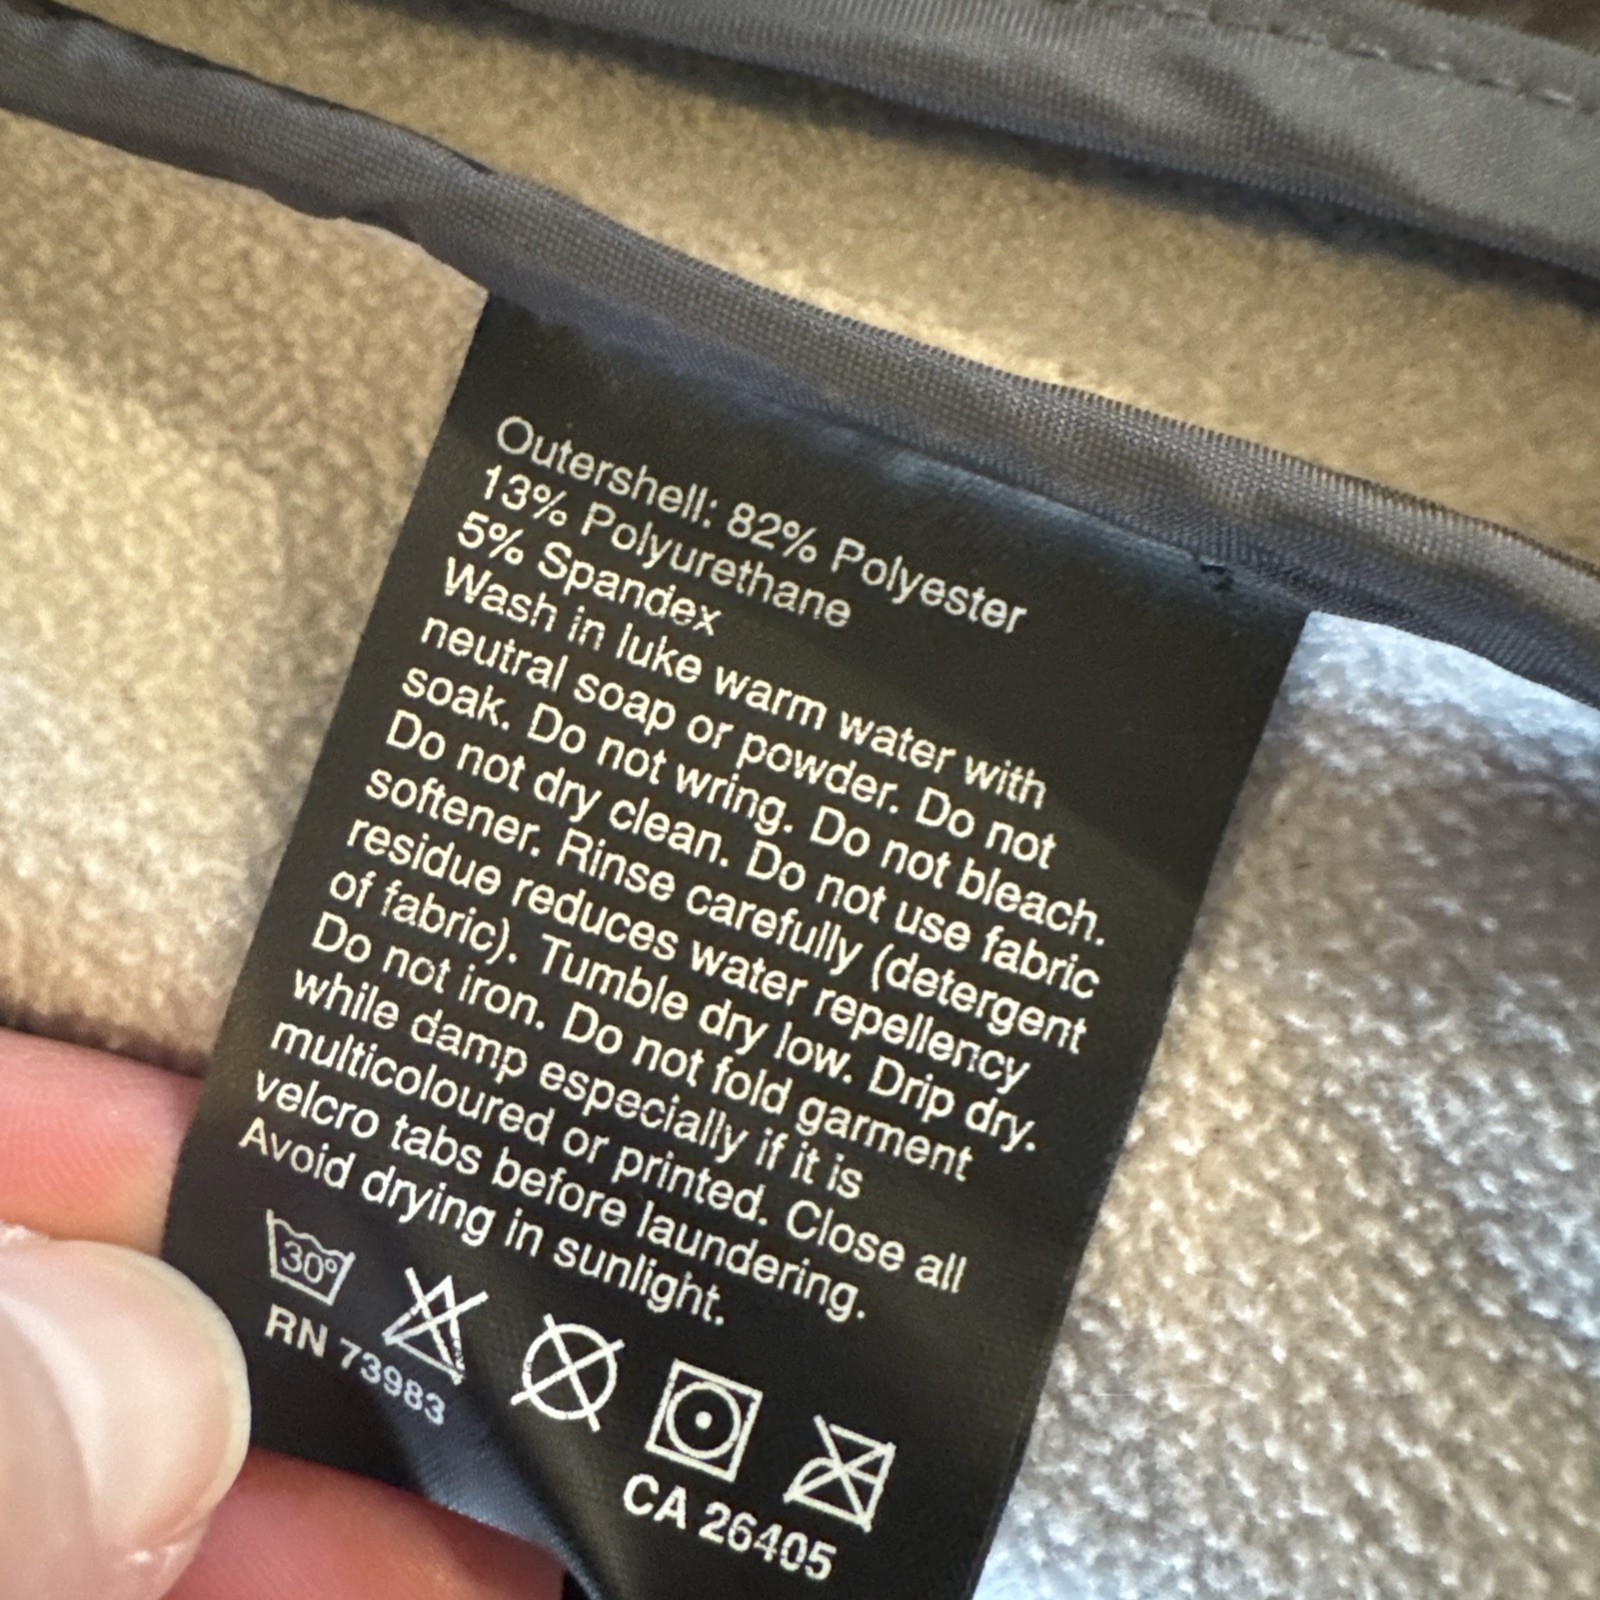 Outershell: 82% Polyester
13% Polyurethane
5% Spandex
Wash in luke warm water with
neutral soap or powder. Do not
soak. Do not wring. Do not bleach.
Do not dry clean. Do not use fabric
softener. Rinse carefully (detergent
residue reduces water repellency
of fabric). Tumble dry low. Drip dry.
Do not iron. Do not fold garment
while damp especially if it is
multicoloured or printed. Close all
velcro tabs before laundering.
Avoid drying in sunlight.
30°
RN 73983
CA 26405